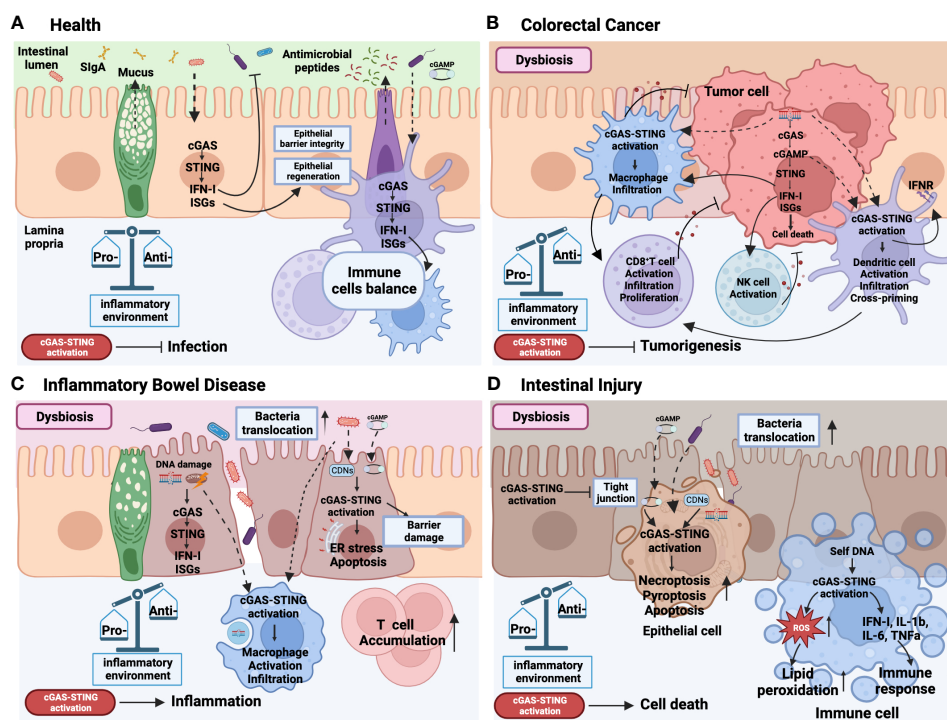 A Health
Intestinal
lumen
SIgA
Mucus
Antimicrobial
peptides
cGAMP
cGAS
STING
IFN-I
ISGs
Epithelial
barrier integrity
Epithelial
regeneration
cGAS
STING
IFN-I
ISGs
Lamina
propria
Pro-
Anti-
inflammatory
environment
Immune
cells balance
cGAS-STING
activation
Infection
B Colorectal Cancer
Dysbiosis
Tumor cell
cGAS-STING
activation
Macrophage
Infiltration
cGAS
cGAMP
STING
IFN-I
ISGs
Cell death
IFNR
cGAS-STING
activation
Dendritic cell
Activation
Infiltration
Cross-priming
CD8+T cell
Activation
Infiltration
Proliferation
NK cell
Activation
Pro-
Anti-
inflammatory
environment
cGAS-STING
activation
Tumorigenesis
C Inflammatory Bowel Disease
Dysbiosis
Bacteria
translocation
cGAMP
DNA damage
CDNs
cGAS
STING
IFN-I
ISGs
cGAS-STING
activation
ER stress
Apoptosis
Barrier
damage
Pro-
Anti-
inflammatory
environment
cGAS-STING
activation
Macrophage
Activation
Infiltration
T cell
Accumulation
cGAS-STING
activation
Inflammation
D Intestinal Injury
Dysbiosis
cGAMP
Bacteria
translocation
cGAS-STING
activation
Tight
junction
CDNs
cGAS-STING
activation
Necroptosis
Pyroptosis
Apoptosis
Epithelial cell
Self DNA
cGAS-STING
activation
ROS
IFN-I, IL-1b,
IL-6, TNFa
Lipid
peroxidation
Immune
response
Immune cell
Pro-
Anti-
inflammatory
environment
cGAS-STING
activation
Cell death